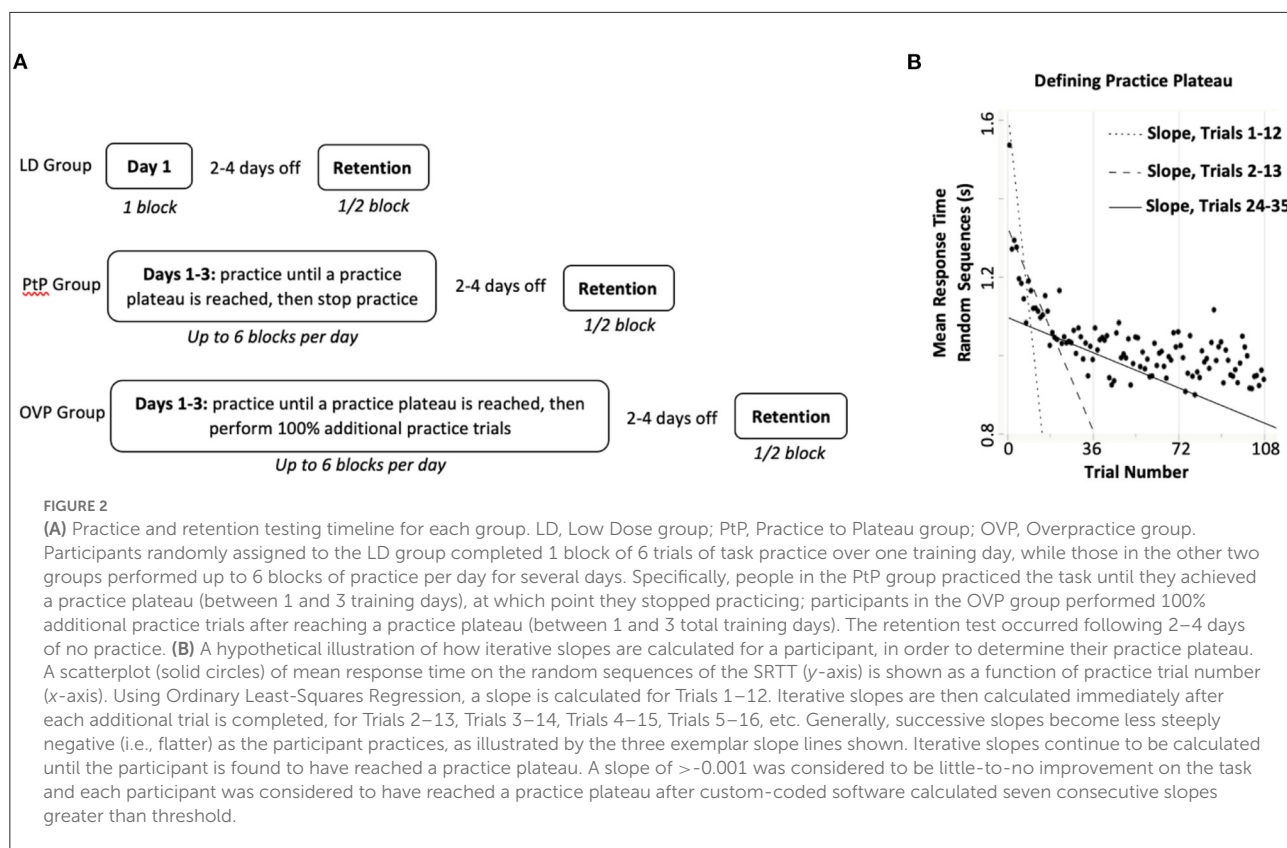 A
LD Group
Day 1
2-4 days off
Retention
1 block
1/2 block
PtP Group
Days 1-3: practice until a practice
plateau is reached, then stop practice
2-4 days off
Retention
Up to 6 blocks per day
1/2 block
OVP Group
Days 1-3: practice until a practice plateau is reached, then
perform 100% additional practice trials
2-4 days off
Retention
Up to 6 blocks per day
1/2 block
B
Defining Practice Plateau
Mean Response Time
Random Sequences (s)
1.6
1.2
0.8
Slope, Trials 1-12
Slope, Trials 2-13
Slope, Trials 24-35
0
36
72
108
Trial Number
FIGURE 2
(A) Practice and retention testing timeline for each group. LD, Low Dose group; PtP, Practice to Plateau group; OVP, Overpractice group.
Participants randomly assigned to the LD group completed 1 block of 6 trials of task practice over one training day, while those in the other two
groups performed up to 6 blocks of practice per day for several days. Specifically, people in the PtP group practiced the task until they achieved
a practice plateau (between 1 and 3 training days), at which point they stopped practicing; participants in the OVP group performed 100%
additional practice trials after reaching a practice plateau (between 1 and 3 total training days). The retention test occurred following 2–4 days
of no practice. (B) A hypothetical illustration of how iterative slopes are calculated for a participant, in order to determine their practice plateau.
A scatterplot (solid circles) of mean response time on the random sequences of the SRTT (y-axis) is shown as a function of practice trial number
(x-axis). Using Ordinary Least-Squares Regression, a slope is calculated for Trials 1–12. Iterative slopes are then calculated immediately after
each additional trial is completed, for Trials 2–13, Trials 3–14, Trials 4–15, Trials 5–16, etc. Generally, successive slopes become less steeply
negative (i.e., flatter) as the participant practices, as illustrated by the three exemplar slope lines shown. Iterative slopes continue to be calculated
until the participant is found to have reached a practice plateau. A slope of >-0.001 was considered to be little-to-no improvement on the task
and each participant was considered to have reached a practice plateau after custom-coded software calculated seven consecutive slopes
greater than threshold.